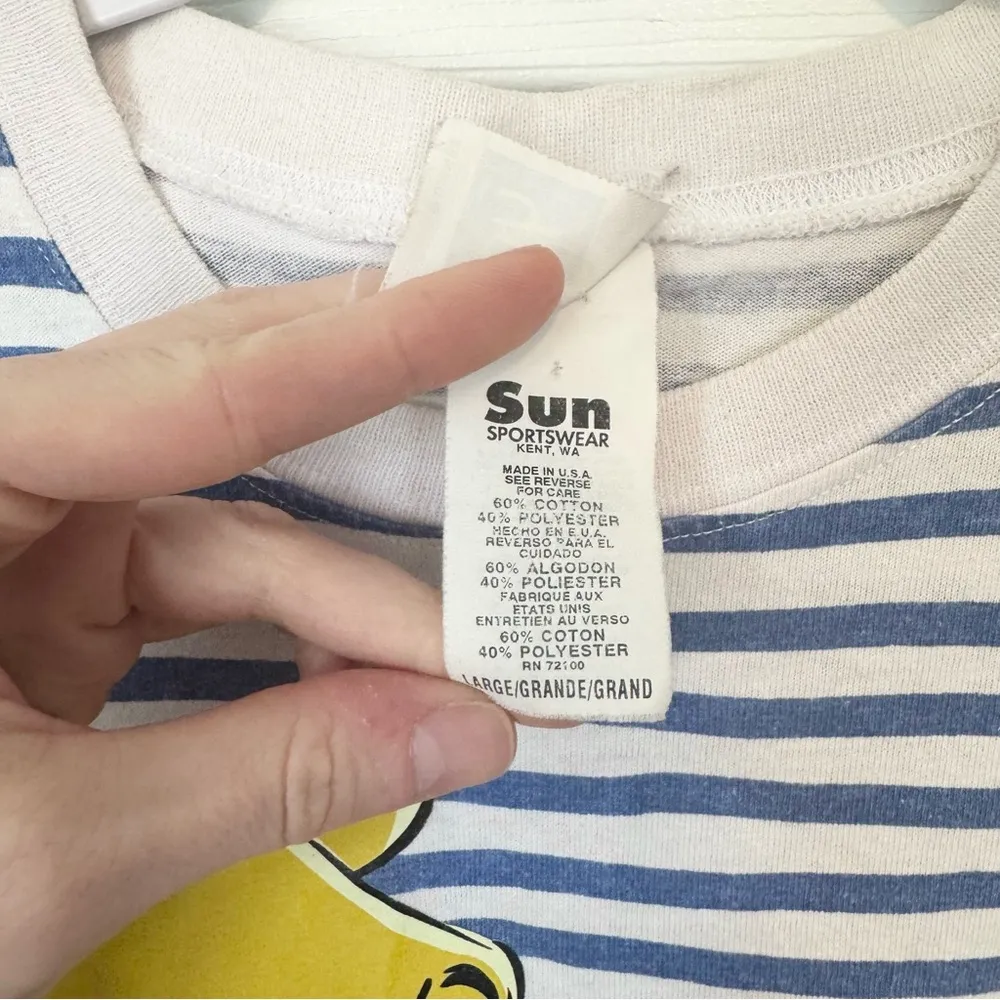 Sun
SPORTSWEAR
KENT, WA
MADE IN U.S.A.
SEE REVERSE
FOR CARE
60% COTTON
40% POLYESTER
HECHO EN E.U.A.
REVERSO PARA EL
CUIDADO
60% ALGODON
40% POLIESTER
FABRIQUE AUX
ETATS UNIS
ENTRETIEN AU VERSO
60% COTON
40% POLYESTER
RN 72100
LARGE/GRANDE/GRAND